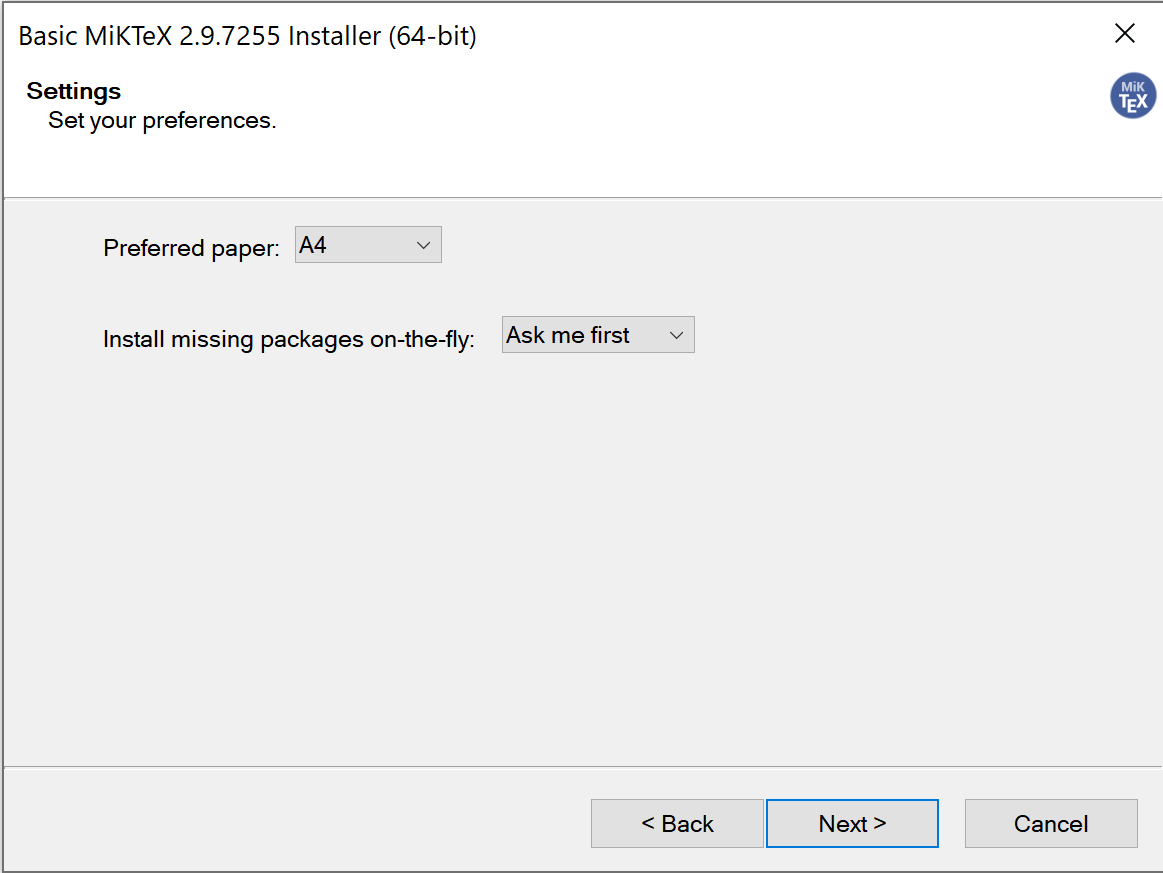 Basic MiKTeX 2.9.7255 Installer (64-bit)
Settings
Set your preferences.
MiK
TEX
Preferred paper: A4
Install missing packages on-the-fly: Ask me first
< Back Next > Cancel